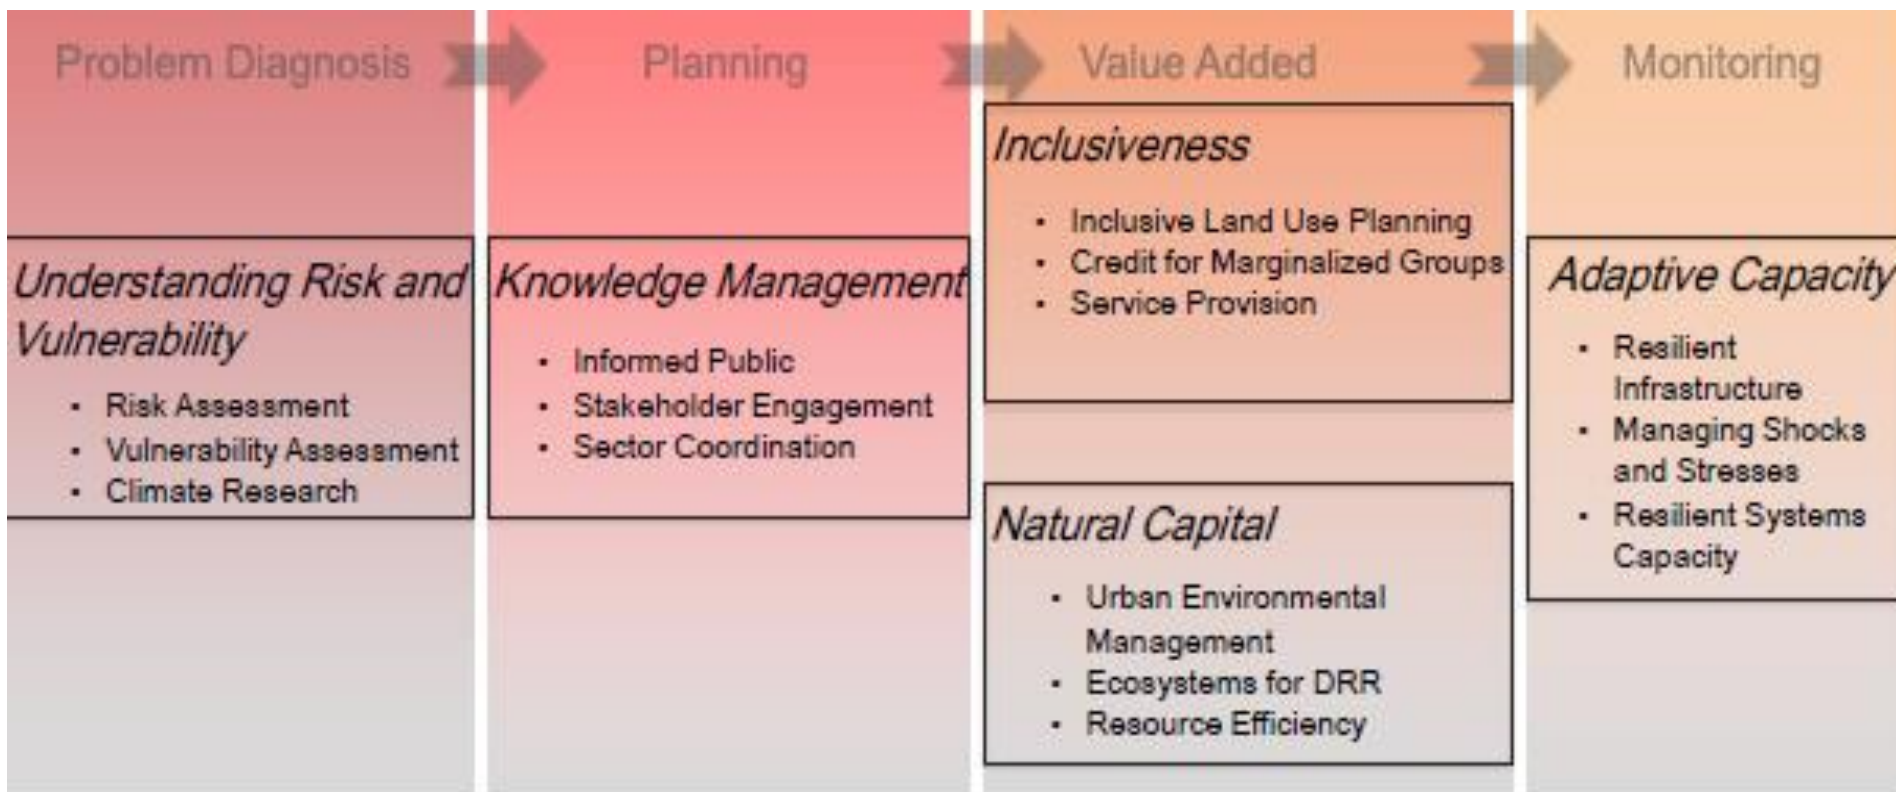 Problem Diagnosis
Planning
Value Added
Monitoring
Understanding Risk and
Vulnerability
▪ Risk Assessment
▪ Vulnerability Assessment
▪ Climate Research
Knowledge Management
▪ Informed Public
▪ Stakeholder Engagement
▪ Sector Coordination
Inclusiveness
▪ Inclusive Land Use Planning
▪ Credit for Marginalized Groups
▪ Service Provision
Natural Capital
▪ Urban Environmental
Management
▪ Ecosystems for DRR
▪ Resource Efficiency
Adaptive Capacity
▪ Resilient
Infrastructure
▪ Managing Shocks
and Stresses
▪ Resilient Systems
Capacity